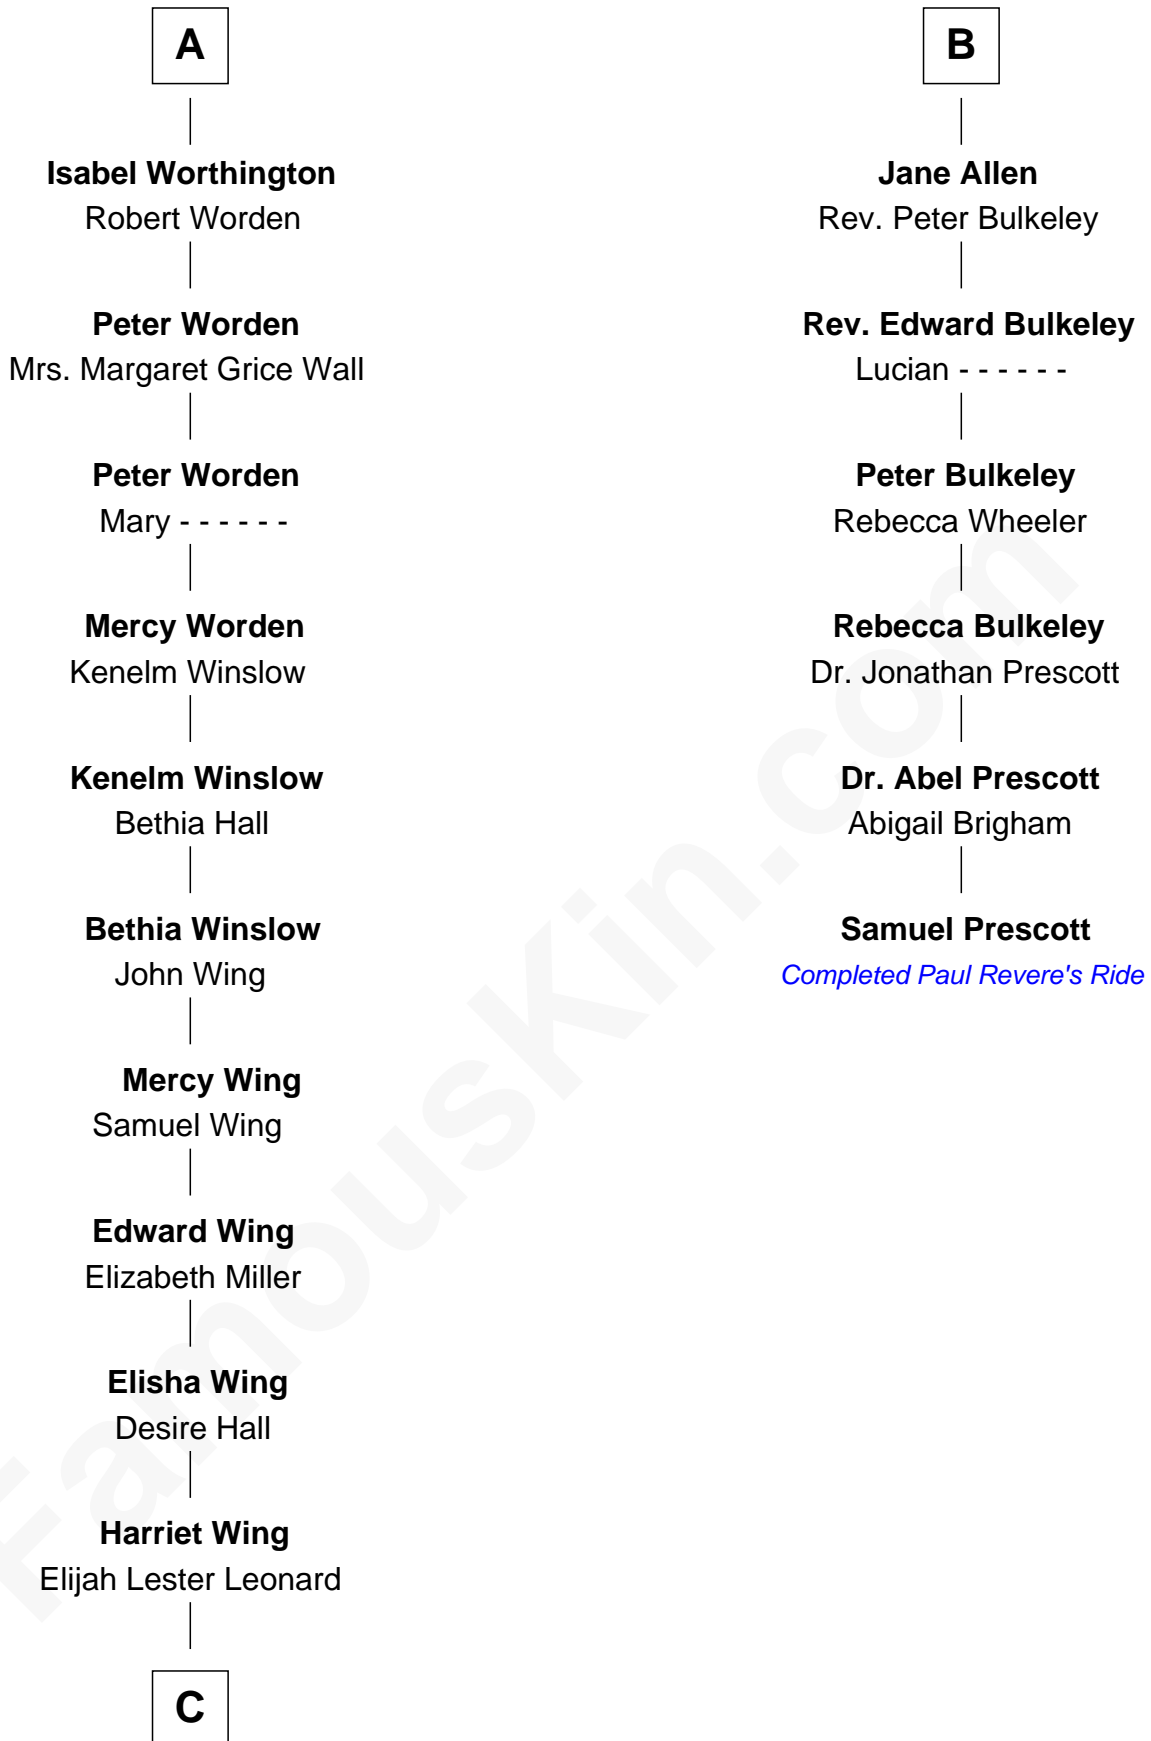 A
Isabel Worthington
Robert Worden
Peter Worden
Mrs. Margaret Grice Wall
Peter Worden
Mary - - - - - -
Mercy Worden
Kenelm Winslow
Kenelm Winslow
Bethia Hall
Bethia Winslow
John Wing
Mercy Wing
Samuel Wing
Edward Wing
Elizabeth Miller
Elisha Wing
Desire Hall
Harriet Wing
Elijah Lester Leonard
C
B
Jane Allen
Rev. Peter Bulkeley
Rev. Edward Bulkeley
Lucian - - - - - -
Peter Bulkeley
Rebecca Wheeler
Rebecca Bulkeley
Dr. Jonathan Prescott
Dr. Abel Prescott
Abigail Brigham
Samuel Prescott
Completed Paul Revere's Ride
FamousKin.com